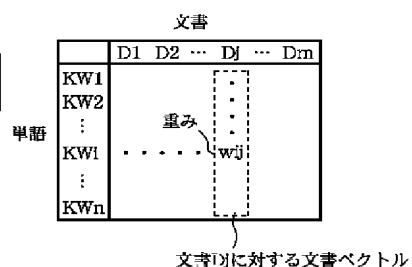 文書
D1 D2 … Dj … Dm
KW1
KW2
⋮
単語
重み
KWi
wij
⋮
KWn
文書Djに対する文書ベクトル